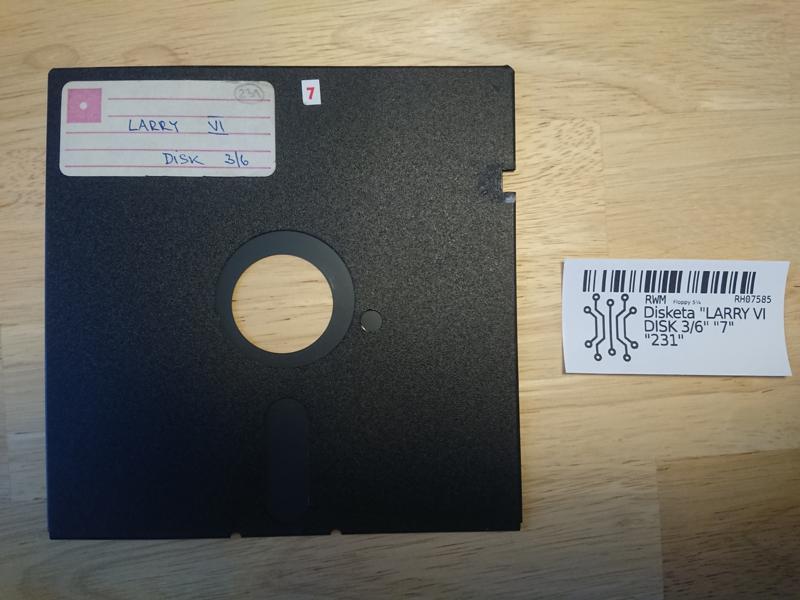 231
7
LARRY VI
DISK 3/6
RWM Floppy 5¼ RH07585
Disketa "LARRY VI
DISK 3/6" "7"
"231"